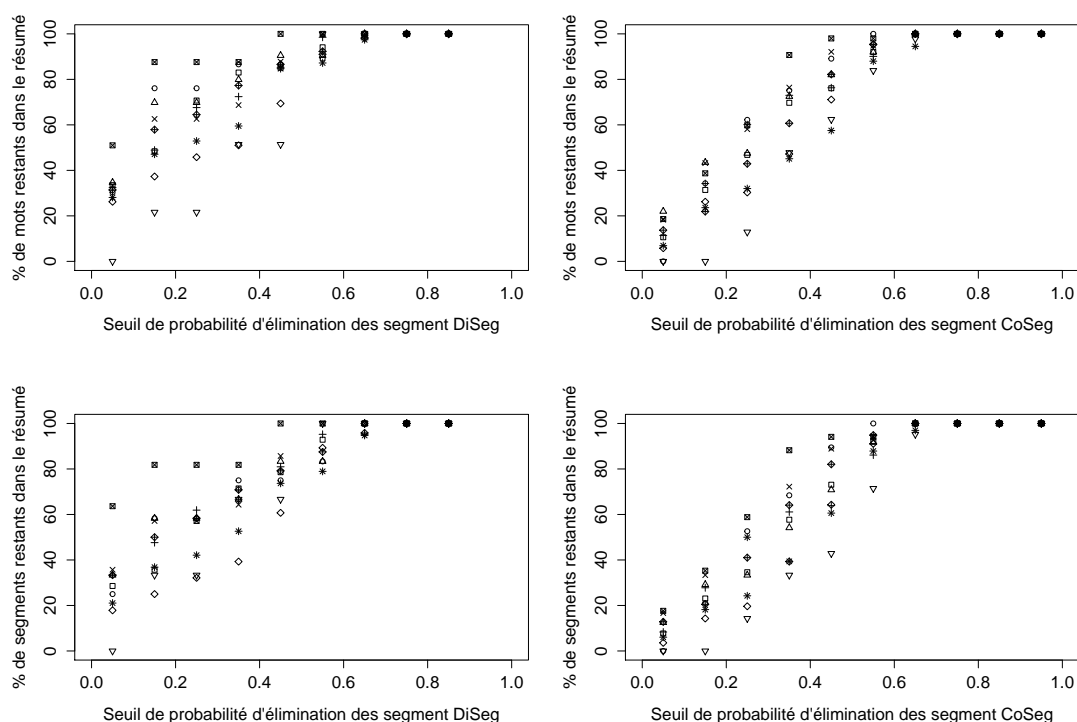 % de mots restants dans le résumé
100
80
60
40
20
0
0.0 0.2 0.4 0.6 0.8 1.0
Seuil de probabilité d'élimination des segment DiSeg
% de mots restants dans le résumé
100
80
60
40
20
0
0.0 0.2 0.4 0.6 0.8 1.0
Seuil de probabilité d'élimination des segment CoSeg
% de segments restants dans le résumé
100
80
60
40
20
0
0.0 0.2 0.4 0.6 0.8 1.0
Seuil de probabilité d'élimination des segment DiSeg
% de segments restants dans le résumé
100
80
60
40
20
0
0.0 0.2 0.4 0.6 0.8 1.0
Seuil de probabilité d'élimination des segment CoSeg